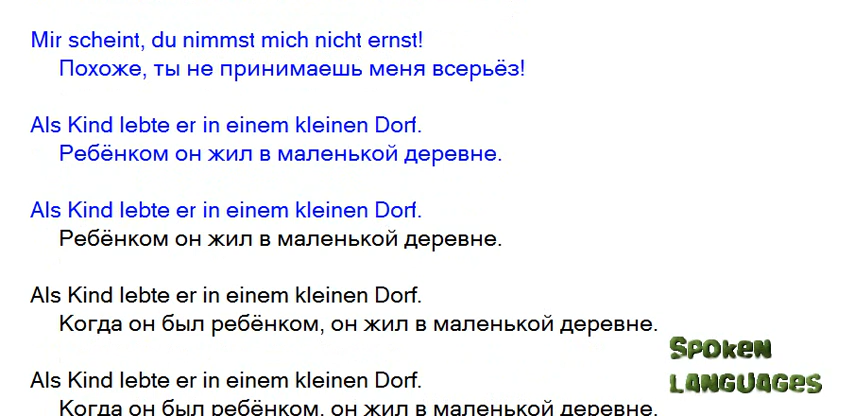 Mir scheint, du nimmst mich nicht ernst!
Похоже, ты не принимаешь меня всерьёз!
Als Kind lebte er in einem kleinen Dorf.
Ребёнком он жил в маленькой деревне.
Als Kind lebte er in einem kleinen Dorf.
Ребёнком он жил в маленькой деревне.
Als Kind lebte er in einem kleinen Dorf.
Когда он был ребёнком, он жил в маленькой деревне.
Als Kind lebte er in einem kleinen Dorf.
Когда он был ребёнком, он жил в маленькой деревне.
Spoken
Languages